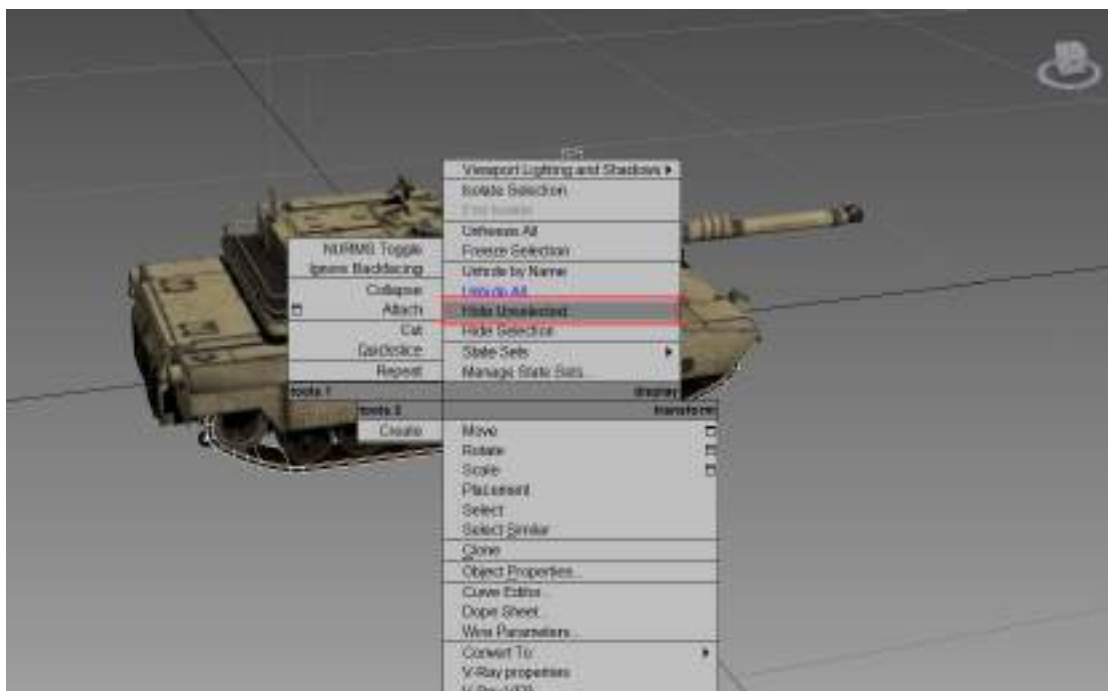 Viewport Lighting and Shadows
Isolate Selection
Unfreeze All
Freeze Selection
Unhide by Name
Unhide All
Hide Unselected
Hide Selection
State Sets
Manage State Sets...
NURMS Toggle
Ignore Backfacing
Collapse
Attach
Cut
Quickslice
Repeat
tools 1
display
tools 2
transform
Create
Move
Rotate
Scale
Placement
Select
Select Similar
Clone
Object Properties...
Curve Editor...
Dope Sheet...
Wire Parameters...
Convert To:
V-Ray properties